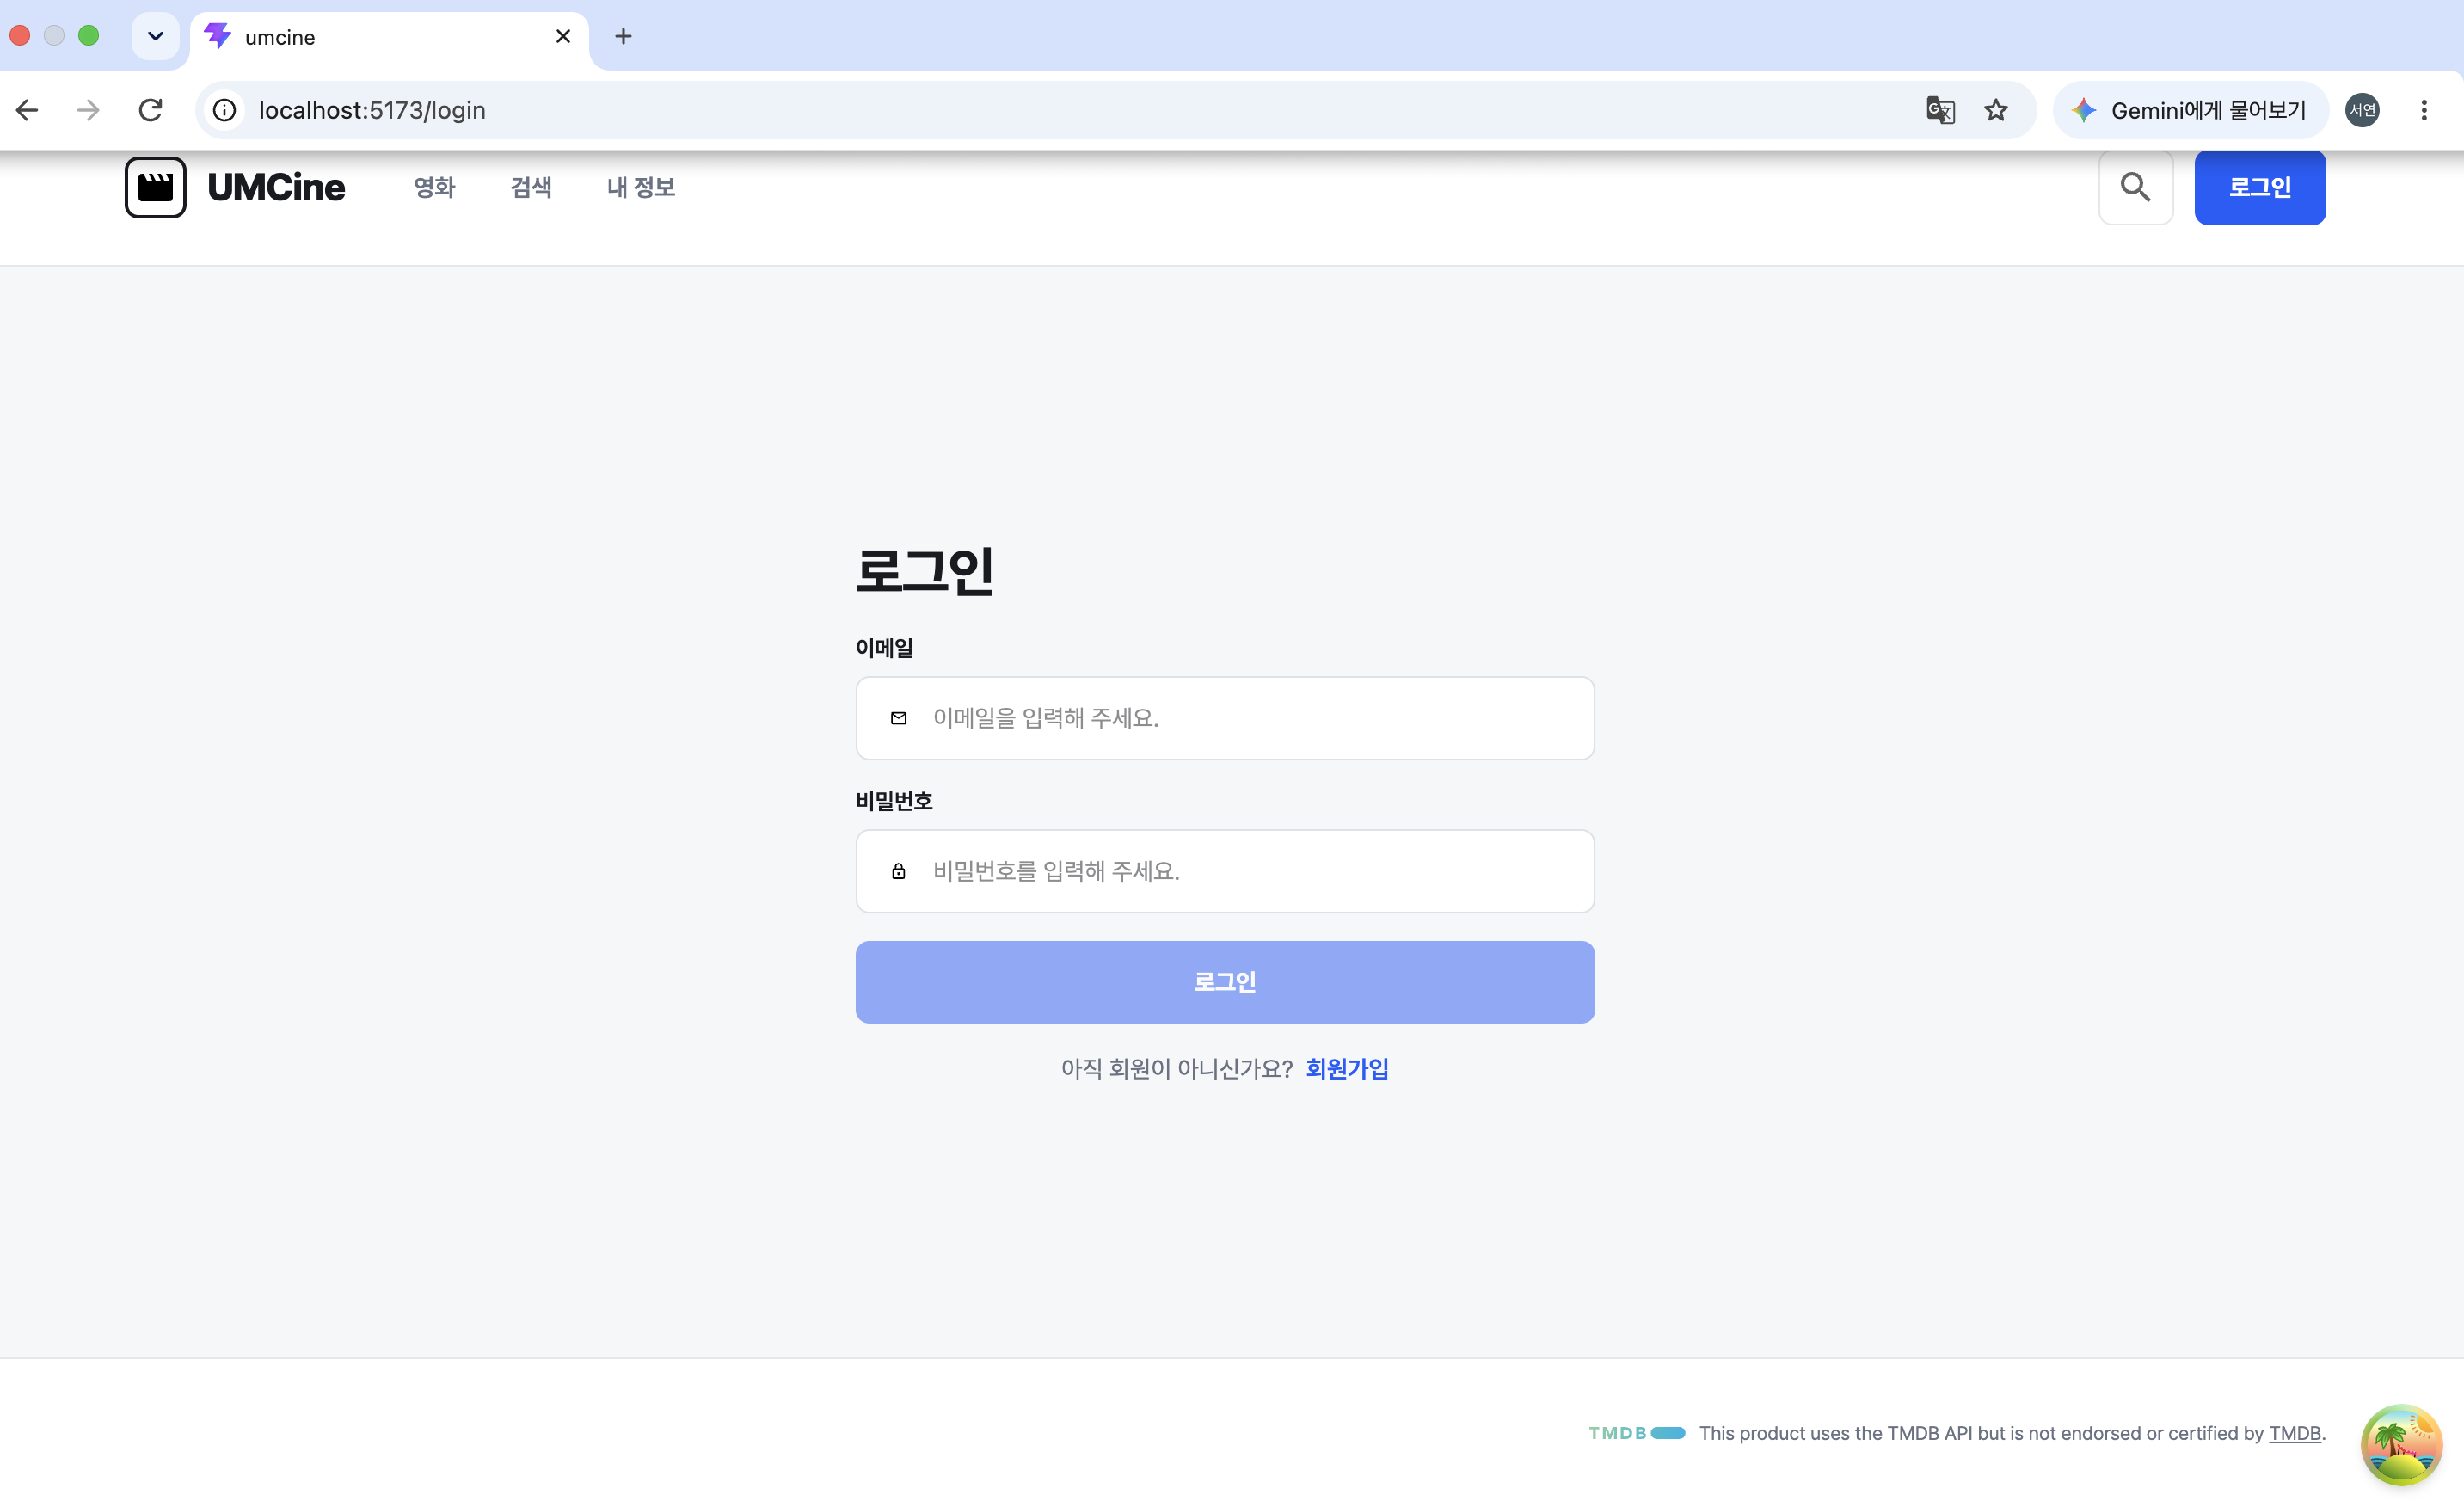 umcine
localhost:5173/login
Gemini에게 물어보기
서연
UMCine
영화
검색
내 정보
로그인
로그인
이메일
이메일을 입력해 주세요.
비밀번호
비밀번호를 입력해 주세요.
로그인
아직 회원이 아니신가요? 회원가입
TMDB This product uses the TMDB API but is not endorsed or certified by TMDB.